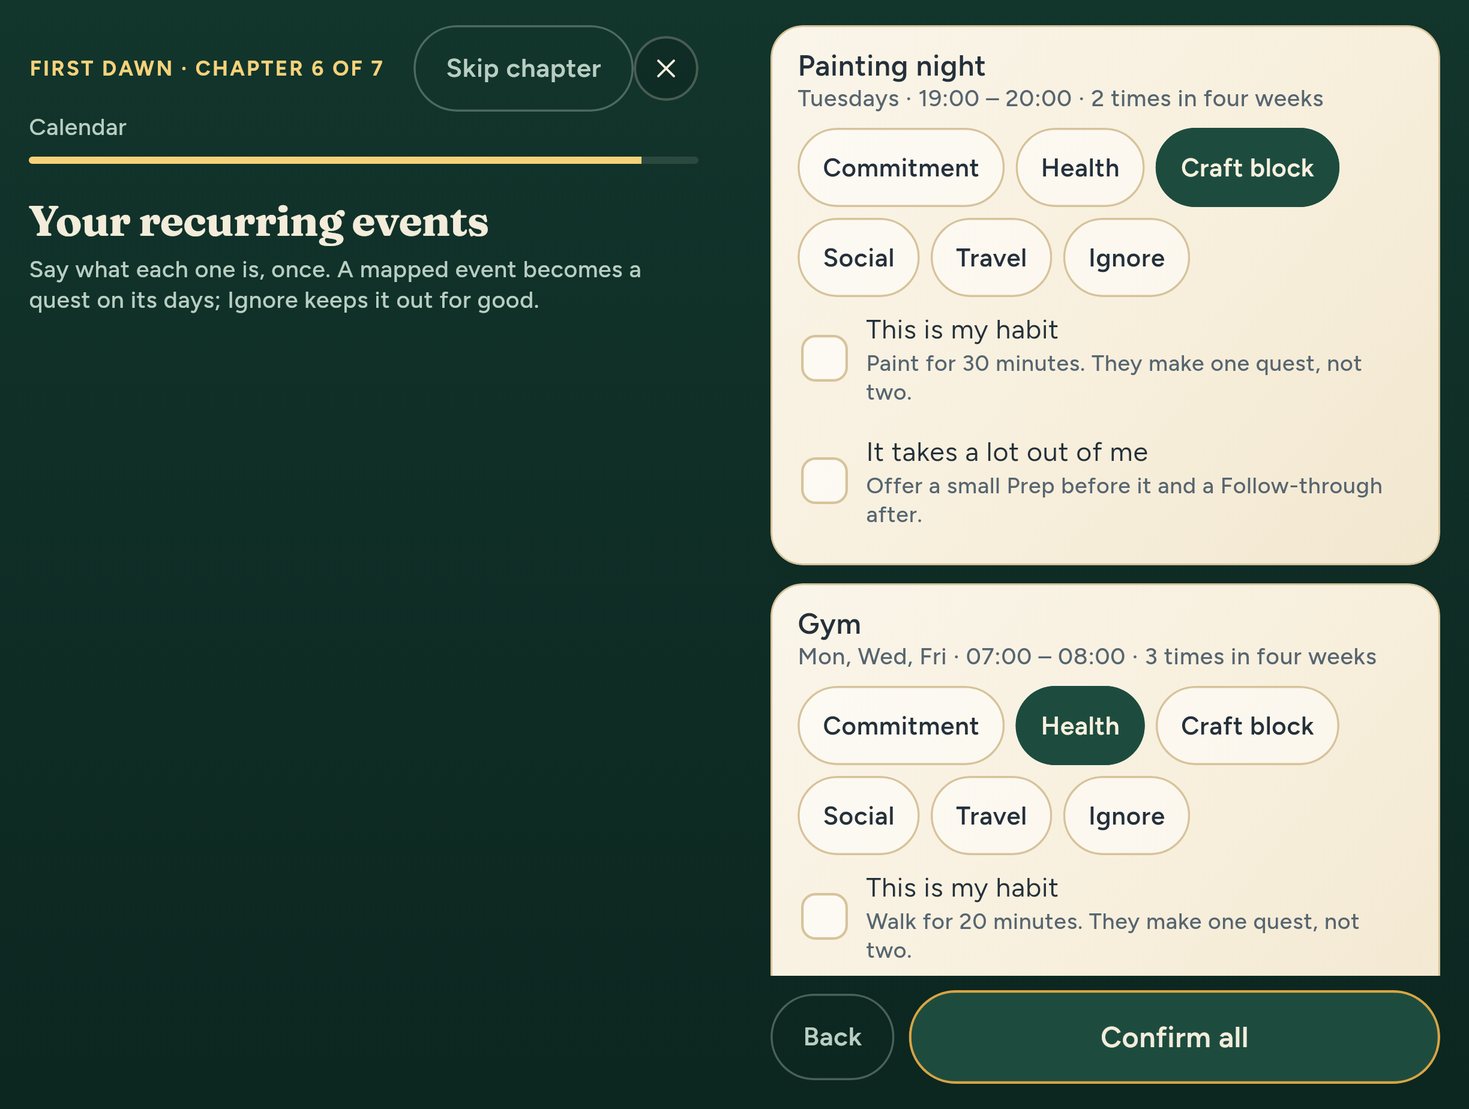 FIRST DAWN · CHAPTER 6 OF 7
Skip chapter
Calendar
Your recurring events
Say what each one is, once. A mapped event becomes a
quest on its days; Ignore keeps it out for good.
Painting night
Tuesdays · 19:00 – 20:00 · 2 times in four weeks
Commitment
Health
Craft block
Social
Travel
Ignore
This is my habit
Paint for 30 minutes. They make one quest, not
two.
It takes a lot out of me
Offer a small Prep before it and a Follow-through
after.
Gym
Mon, Wed, Fri · 07:00 – 08:00 · 3 times in four weeks
Commitment
Health
Craft block
Social
Travel
Ignore
This is my habit
Walk for 20 minutes. They make one quest, not
two.
Back
Confirm all